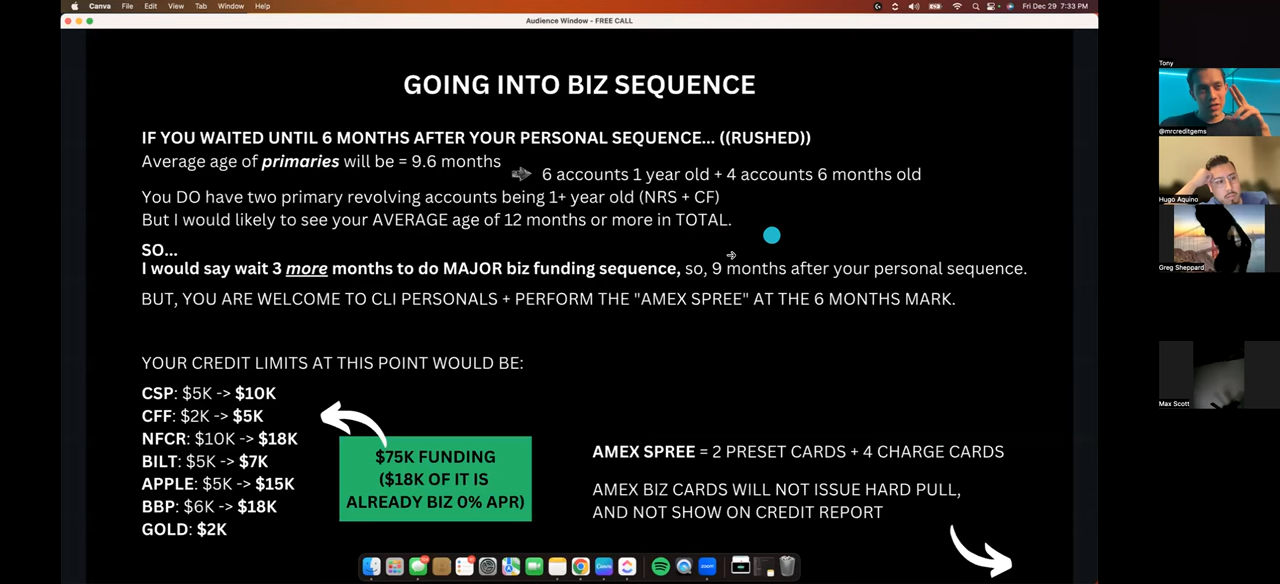 Canva File Edit View Tab Window Help
Fri Dec 29 7:33 PM
Audience Window - FREE CALL
GOING INTO BIZ SEQUENCE
IF YOU WAITED UNTIL 6 MONTHS AFTER YOUR PERSONAL SEQUENCE... ((RUSHED))
Average age of primaries will be = 9.6 months
6 accounts 1 year old + 4 accounts 6 months old
You DO have two primary revolving accounts being 1+ year old (NRS + CF)
But I would likely to see your AVERAGE age of 12 months or more in TOTAL.
SO...
I would say wait 3 more months to do MAJOR biz funding sequence, so, 9 months after your personal sequence.
BUT, YOU ARE WELCOME TO CLI PERSONALS + PERFORM THE "AMEX SPREE" AT THE 6 MONTHS MARK.
YOUR CREDIT LIMITS AT THIS POINT WOULD BE:
CSP: $5K -> $10K
CFF: $2K -> $5K
NFCR: $10K -> $18K
BILT: $5K -> $7K
APPLE: $5K -> $15K
BBP: $6K -> $18K
GOLD: $2K
$75K FUNDING
($18K OF IT IS
ALREADY BIZ 0% APR)
AMEX SPREE = 2 PRESET CARDS + 4 CHARGE CARDS
AMEX BIZ CARDS WILL NOT ISSUE HARD PULL,
AND NOT SHOW ON CREDIT REPORT
Tony
@mrcreditgems
Hugo Aquino
Greg Sheppard
Max Scott